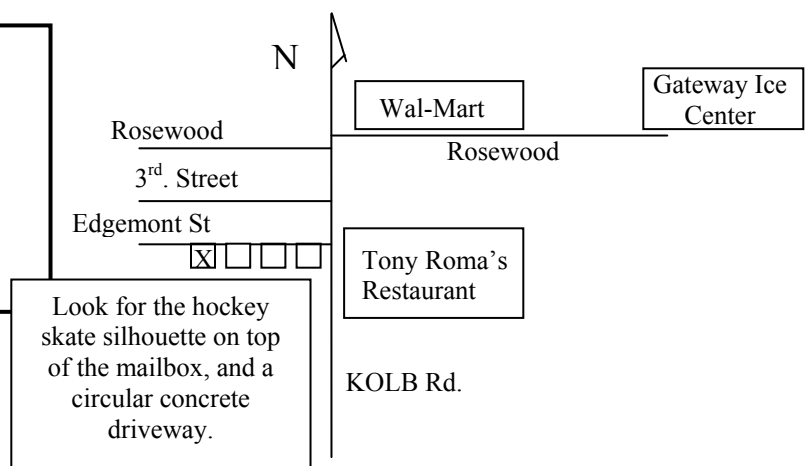 N
Wal-Mart
Gateway Ice
Center
Rosewood
Rosewood
3rd. Street
Edgemont St
X
Tony Roma’s
Restaurant
Look for the hockey
skate silhouette on top
of the mailbox, and a
circular concrete
driveway.
KOLB Rd.